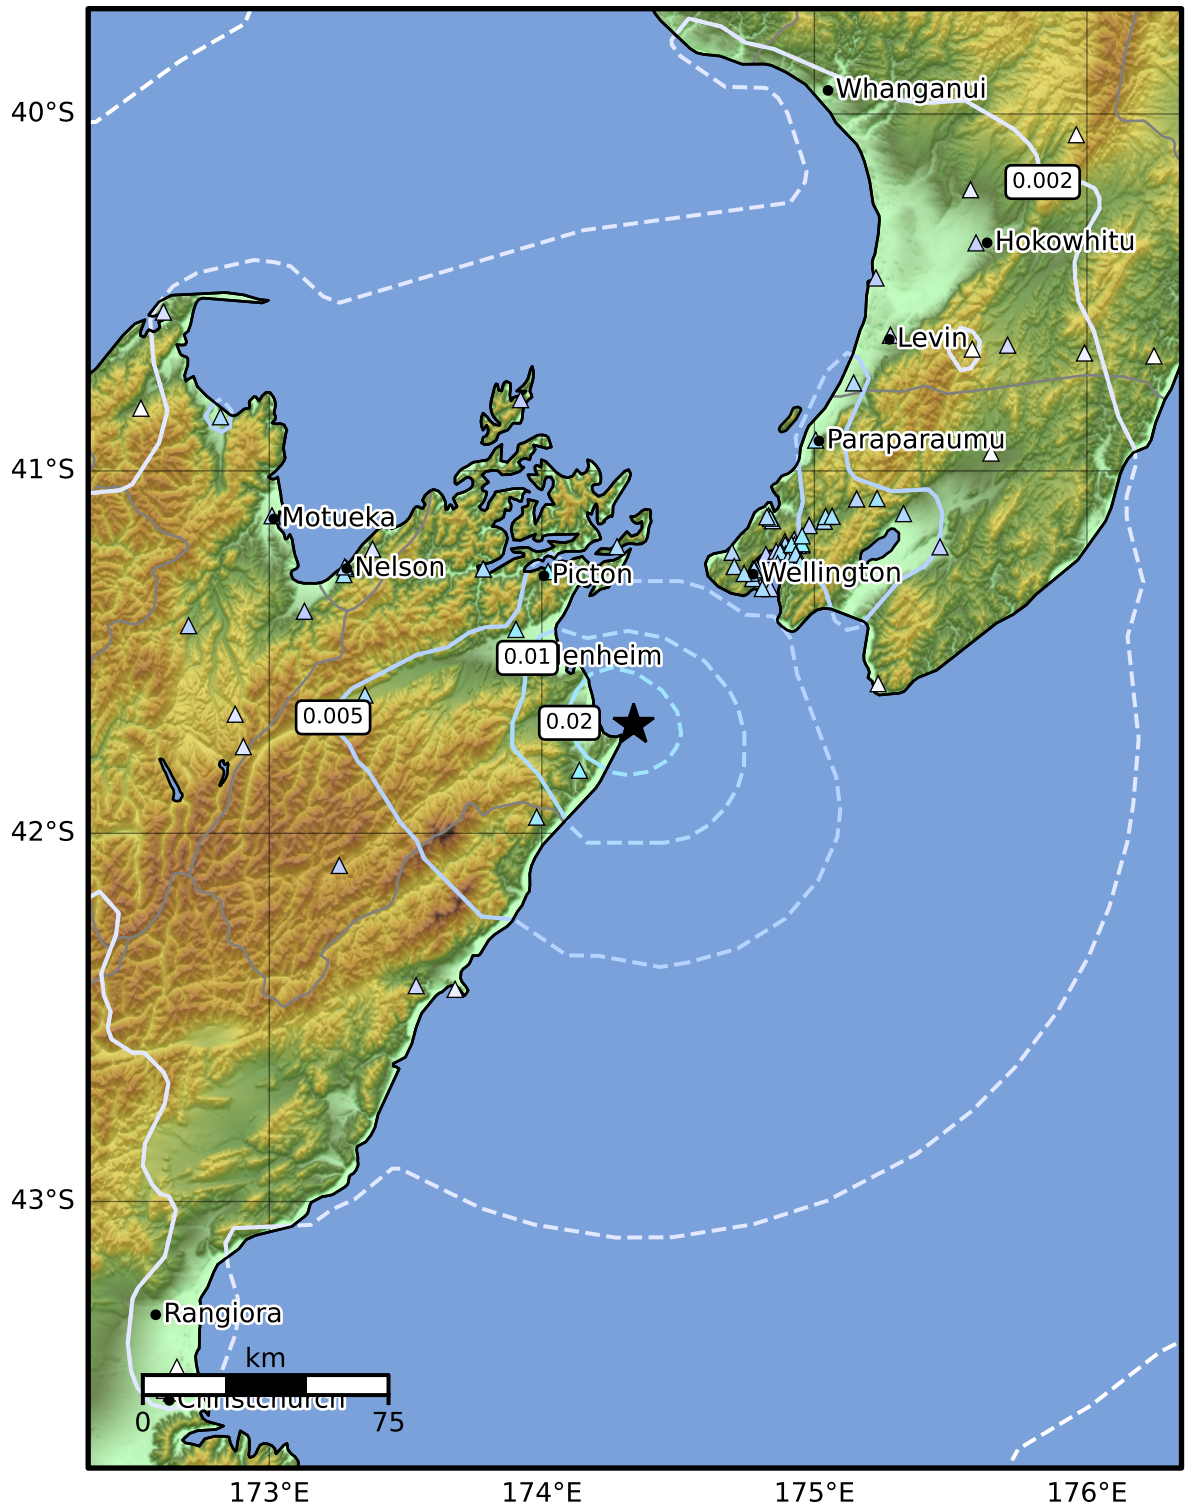 40°S
Whanganui
0.002
Hokowhitu
Levin
Paraparaumu
41°S
Motueka
Nelson
Picton
Wellington
0.01
enheim
0.005
0.02
42°S
43°S
Rangiora
km
Christchurch
0
75
173°E
174°E
175°E
176°E